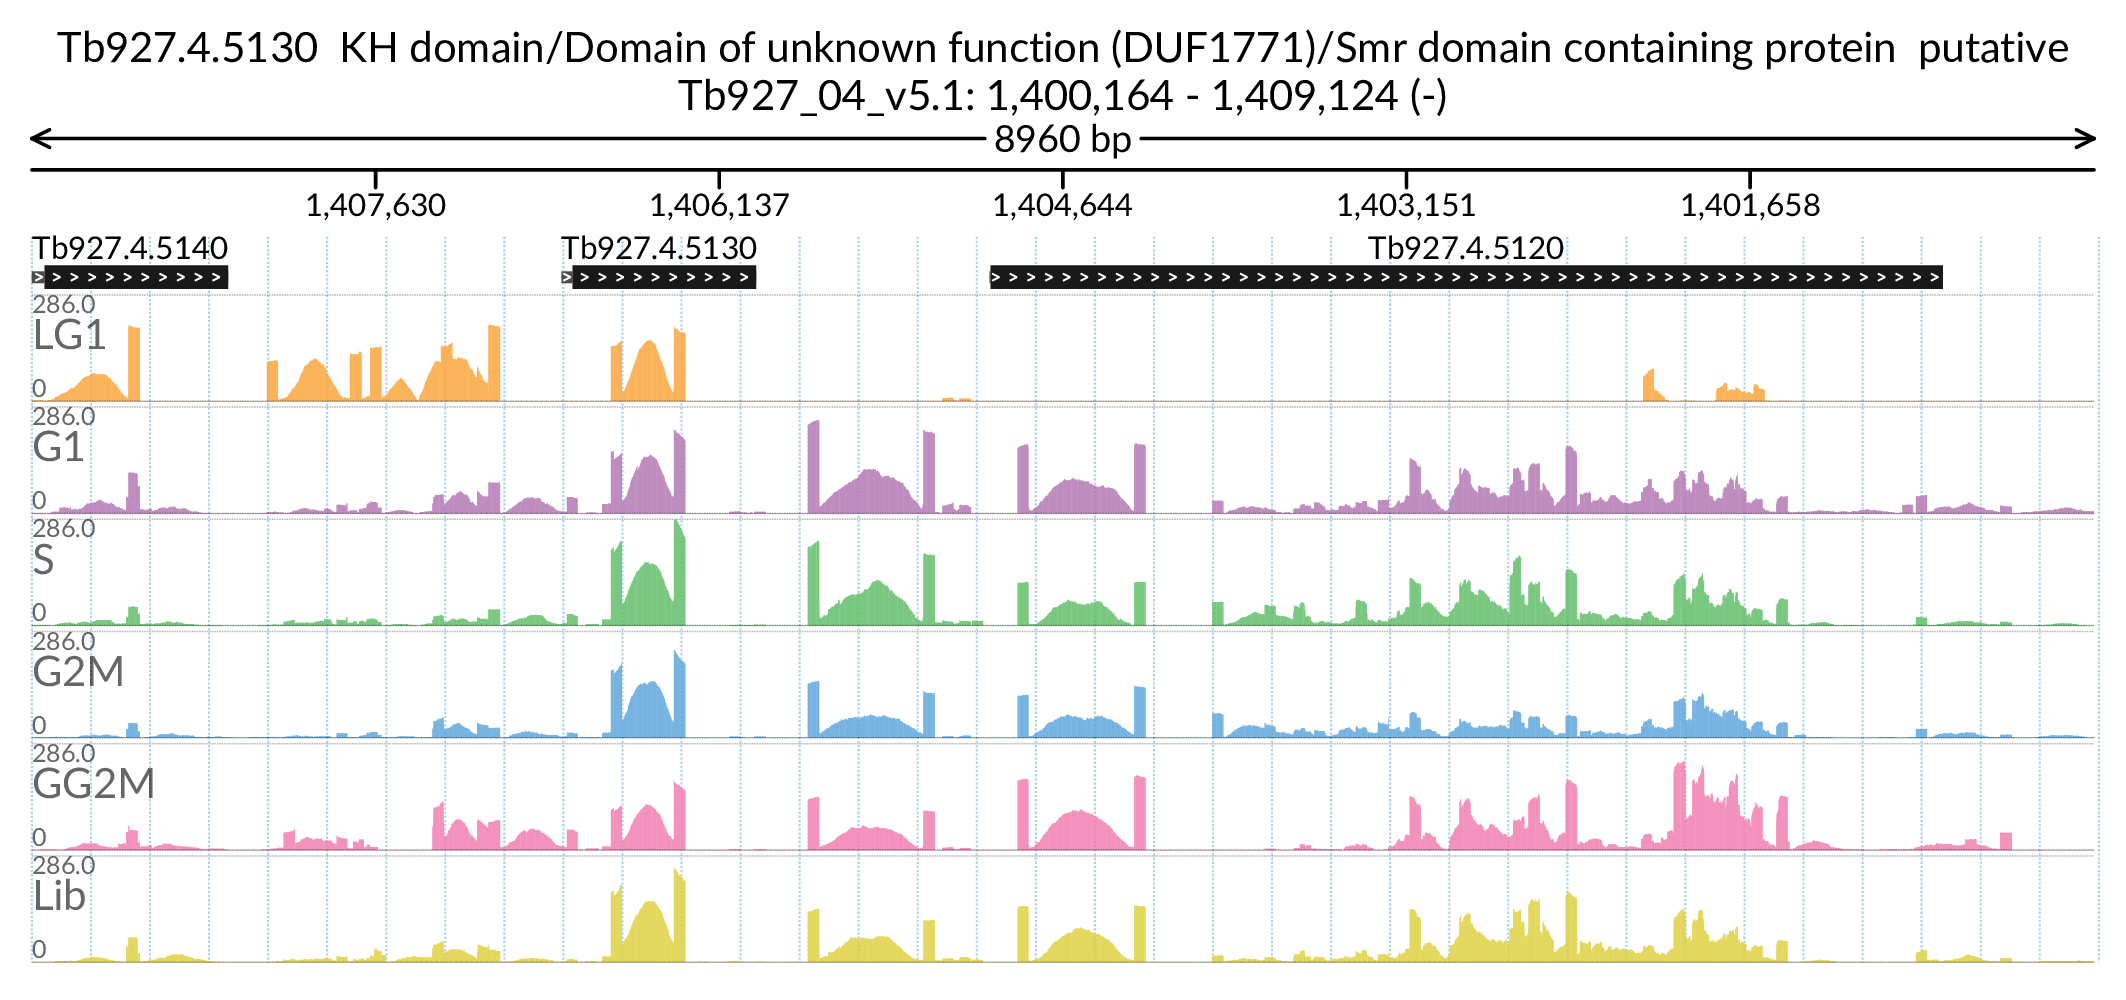 Tb927.4.5130 KH domain/Domain of unknown function (DUF1771)/Smr domain containing protein putative
Tb927_04_v5.1: 1,400,164 - 1,409,124 (-)
8960 bp
1,407,630 1,406,137 1,404,644 1,403,151 1,401,658
Tb927.4.5140 Tb927.4.5130 Tb927.4.5120
286.0
LG1
0
286.0
G1
0
286.0
S
0
286.0
G2M
0
286.0
GG2M
0
286.0
Lib
0